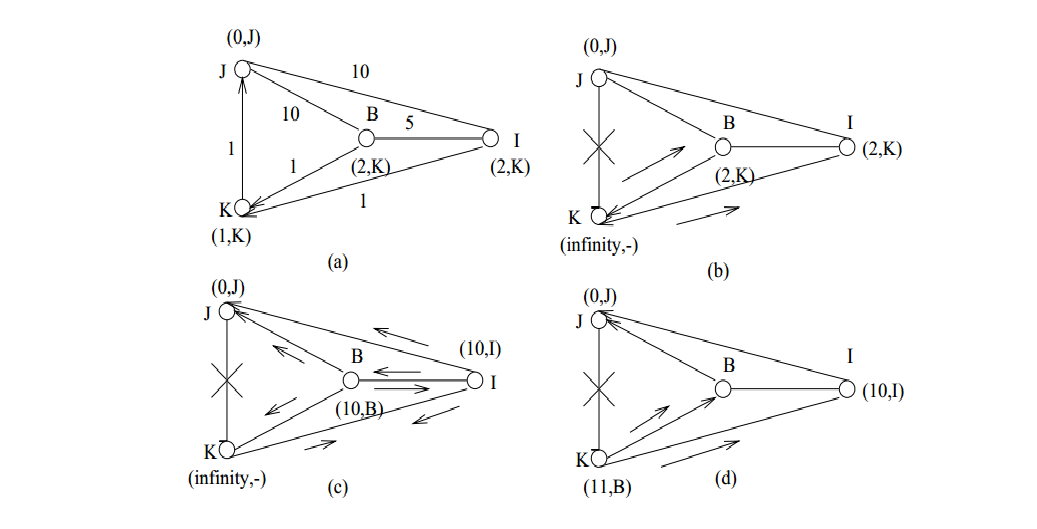 (0,J)
J
10
10
B
5
I
1
1
(2,K)
(2,K)
K
1
(1,K)
(a)
(0,J)
J
B
I
(2,K)
(2,K)
K
(infinity,-)
(b)
(0,J)
J
B
(10,I)
I
(10,B)
K
(infinity,-)
(c)
(0,J)
J
B
I
(10,I)
K
(11,B)
(d)